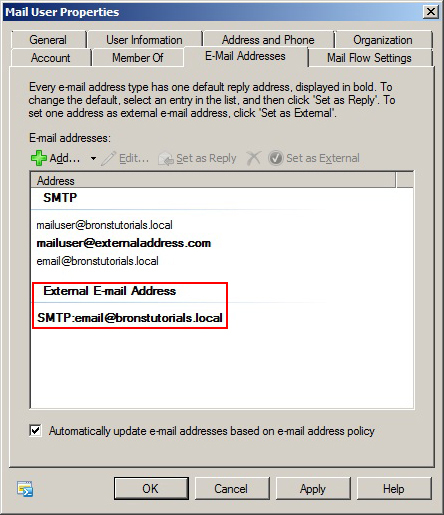 Mail User Properties
General
User Information
Address and Phone
Organization
Account
Member Of
E-Mail Addresses
Mail Flow Settings
Every e-mail address type has one default reply address, displayed in bold. To
change the default, select an entry in the list, and then click 'Set as Reply'. To
set one address as external e-mail address, click 'Set as External'.
E-mail addresses:
Add...
Edit...
Set as Reply
Set as External
Address
SMTP
mailuser@bronstutorials.local
mailuser@externaladdress.com
email@bronstutorials.local
External E-mail Address
SMTP:email@bronstutorials.local
Automatically update e-mail addresses based on e-mail address policy
OK
Cancel
Apply
Help